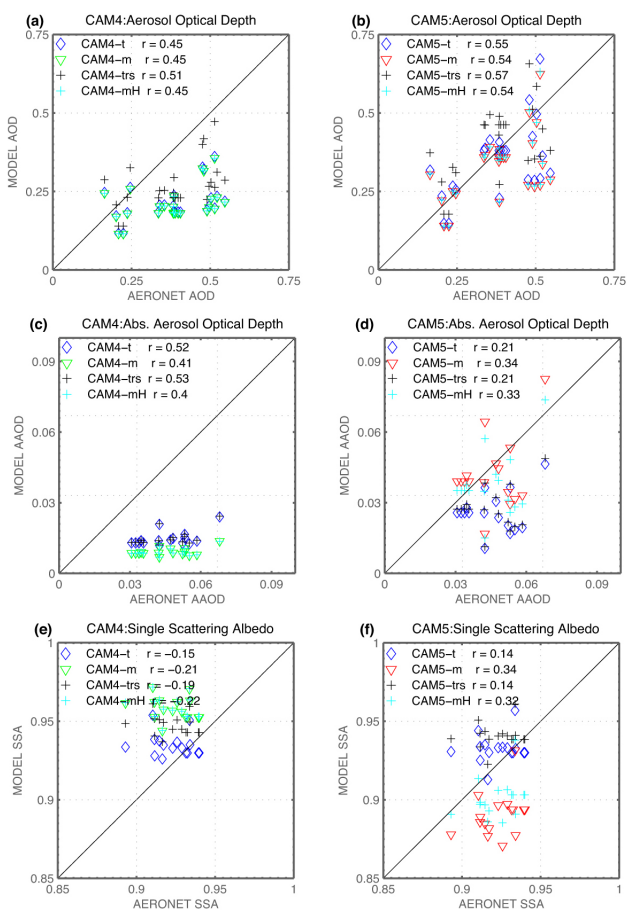 (a) CAM4:Aerosol Optical Depth
CAM4-t r = 0.45
CAM4-m r = 0.45
CAM4-trs r = 0.51
CAM4-mH r = 0.45
MODEL AOD
0.75
0.5
0.25
0
0 0.25 0.5 0.75
AERONET AOD
(b) CAM5:Aerosol Optical Depth
CAM5-t r = 0.55
CAM5-m r = 0.54
CAM5-trs r = 0.57
CAM5-mH r = 0.54
MODEL AOD
0.75
0.5
0.25
0
0 0.25 0.5 0.75
AERONET AOD
(c) CAM4:Abs. Aerosol Optical Depth
CAM4-t r = 0.52
CAM4-m r = 0.41
CAM4-trs r = 0.53
CAM4-mH r = 0.4
MODEL AAOD
0.09
0.06
0.03
0
0 0.03 0.06 0.09
AERONET AAOD
(d) CAM5:Abs. Aerosol Optical Depth
CAM5-t r = 0.21
CAM5-m r = 0.34
CAM5-trs r = 0.21
CAM5-mH r = 0.33
MODEL AAOD
0.09
0.06
0.03
0
0 0.03 0.06 0.09
AERONET AAOD
(e) CAM4:Single Scattering Albedo
CAM4-t r = −0.15
CAM4-m r = −0.21
CAM4-trs r = −0.19
CAM4-mH r = −0.22
MODEL SSA
1
0.95
0.9
0.85
0.85 0.9 0.95 1
AERONET SSA
(f) CAM5:Single Scattering Albedo
CAM5-t r = 0.14
CAM5-m r = 0.34
CAM5-trs r = 0.14
CAM5-mH r = 0.32
MODEL SSA
1
0.95
0.9
0.85
0.85 0.9 0.95 1
AERONET SSA